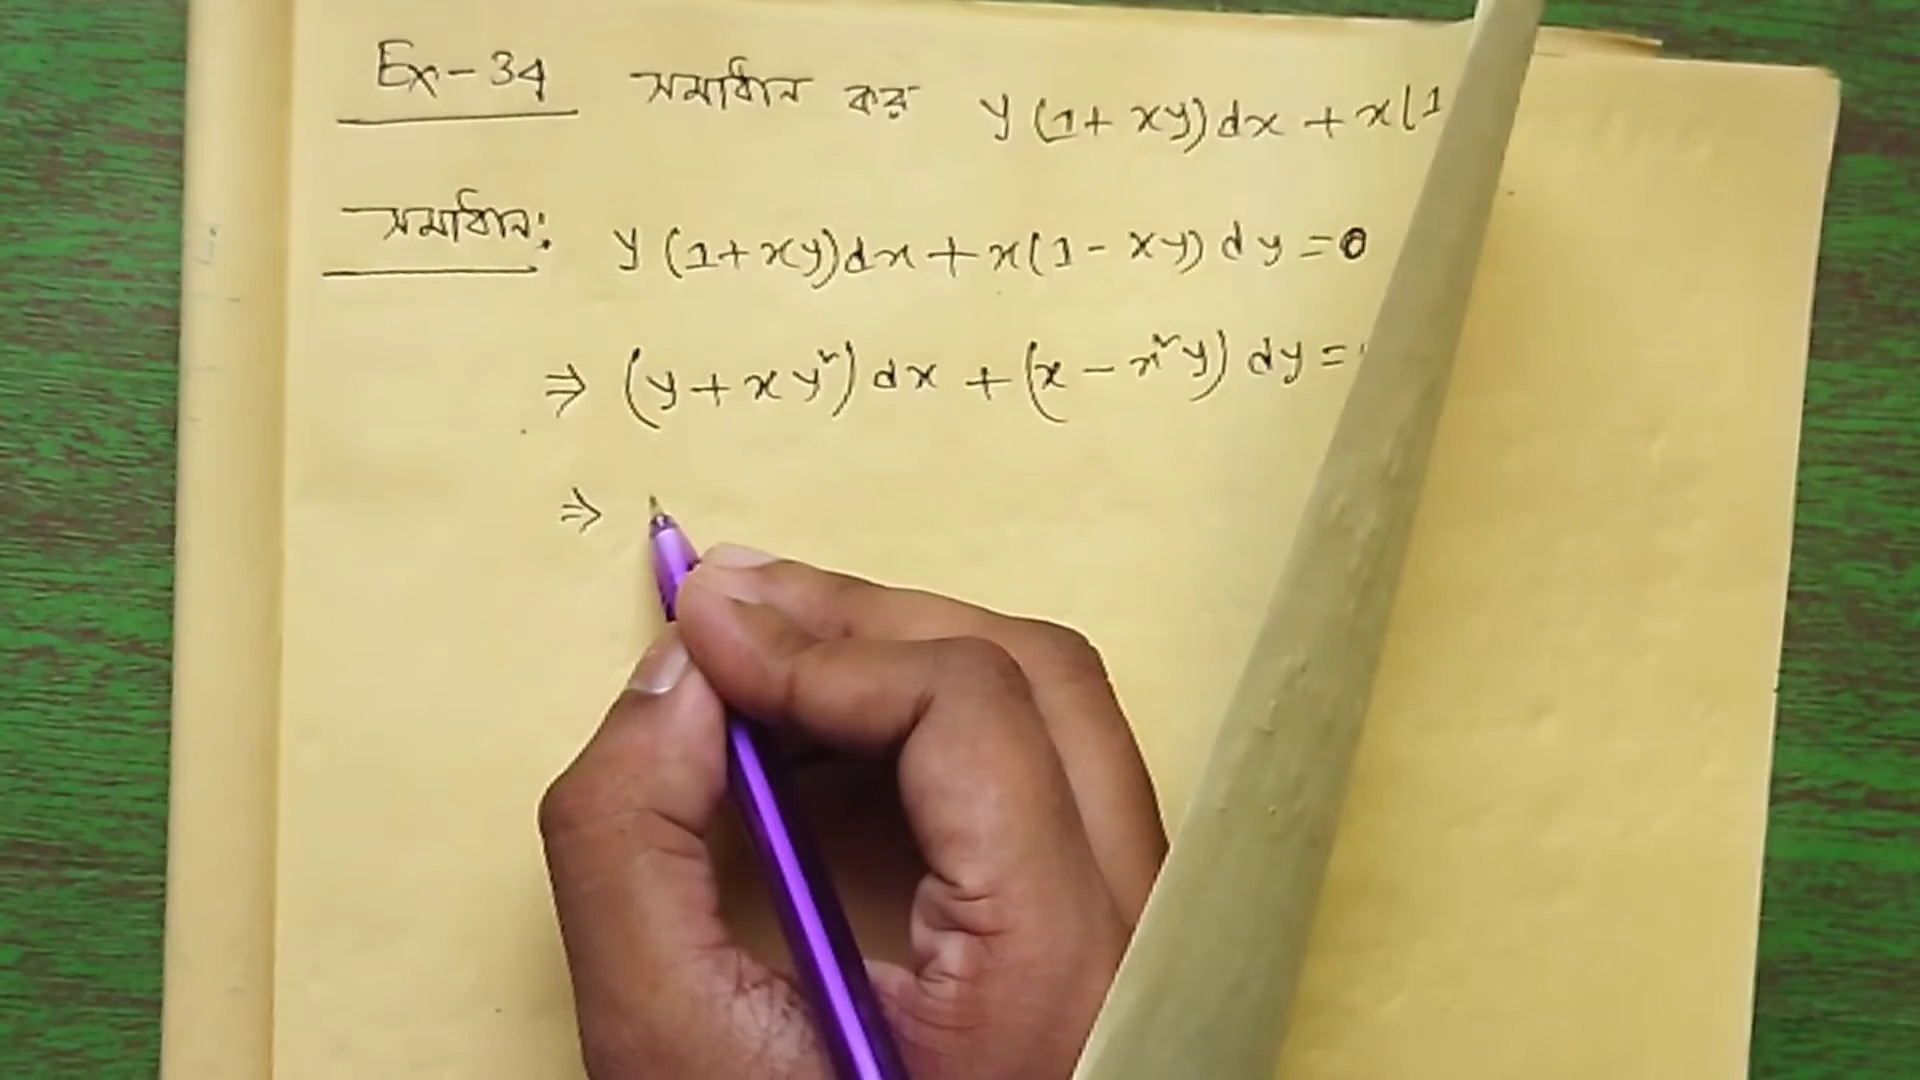 Ex-34 সমাধান কর y(1+xy)dx+x(1
সমাধান: y(1+xy)dx+x(1-xy)dy=0
⇒ (y+xy²)dx+(x-x²y)dy=
⇒